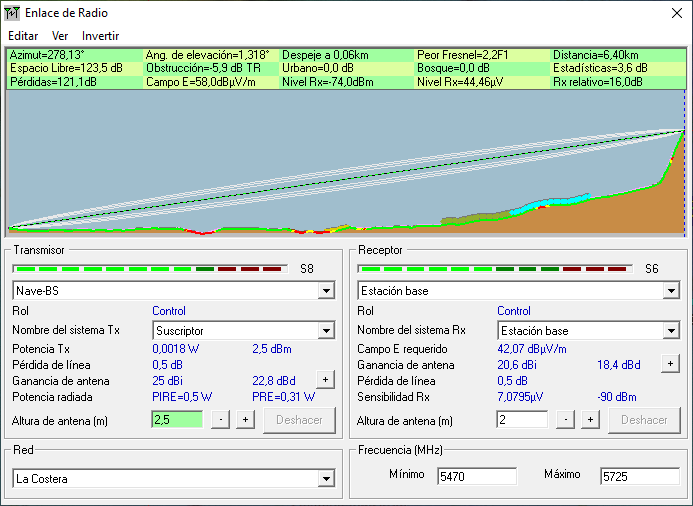 Enlace de Radio
Editar Ver Invertir
Azimut=278,13° Ang. de elevación=1,318° Despeje a 0,06km Peor Fresnel=2,2F1 Distancia=6,40km
Espacio Libre=123,5 dB Obstrucción=-5,9 dB TR Urbano=0,0 dB Bosque=0,0 dB Estadísticas=3,6 dB
Pérdidas=121,1dB Campo E=58,0dBµV/m Nivel Rx=-74,0dBm Nivel Rx=44,46µV Rx relativo=16,0dB
Transmisor
S8
Nave-BS
Rol Control
Nombre del sistema Tx Suscriptor
Potencia Tx 0,0018 W 2,5 dBm
Pérdida de línea 0,5 dB
Ganancia de antena 25 dBi 22,8 dBd +
Potencia radiada PIRE=0,5 W PRE=0,31 W
Altura de antena (m) 2,5 - + Deshacer
Red
La Costera
Receptor
S6
Estación base
Rol Control
Nombre del sistema Rx Estación base
Campo E requerido 42,07 dBµV/m
Ganancia de antena 20,6 dBi 18,4 dBd +
Pérdida de línea 0,5 dB
Sensibilidad Rx 7,0795µV -90 dBm
Altura de antena (m) 2 - + Deshacer
Frecuencia (MHz)
Mínimo 5470 Máximo 5725